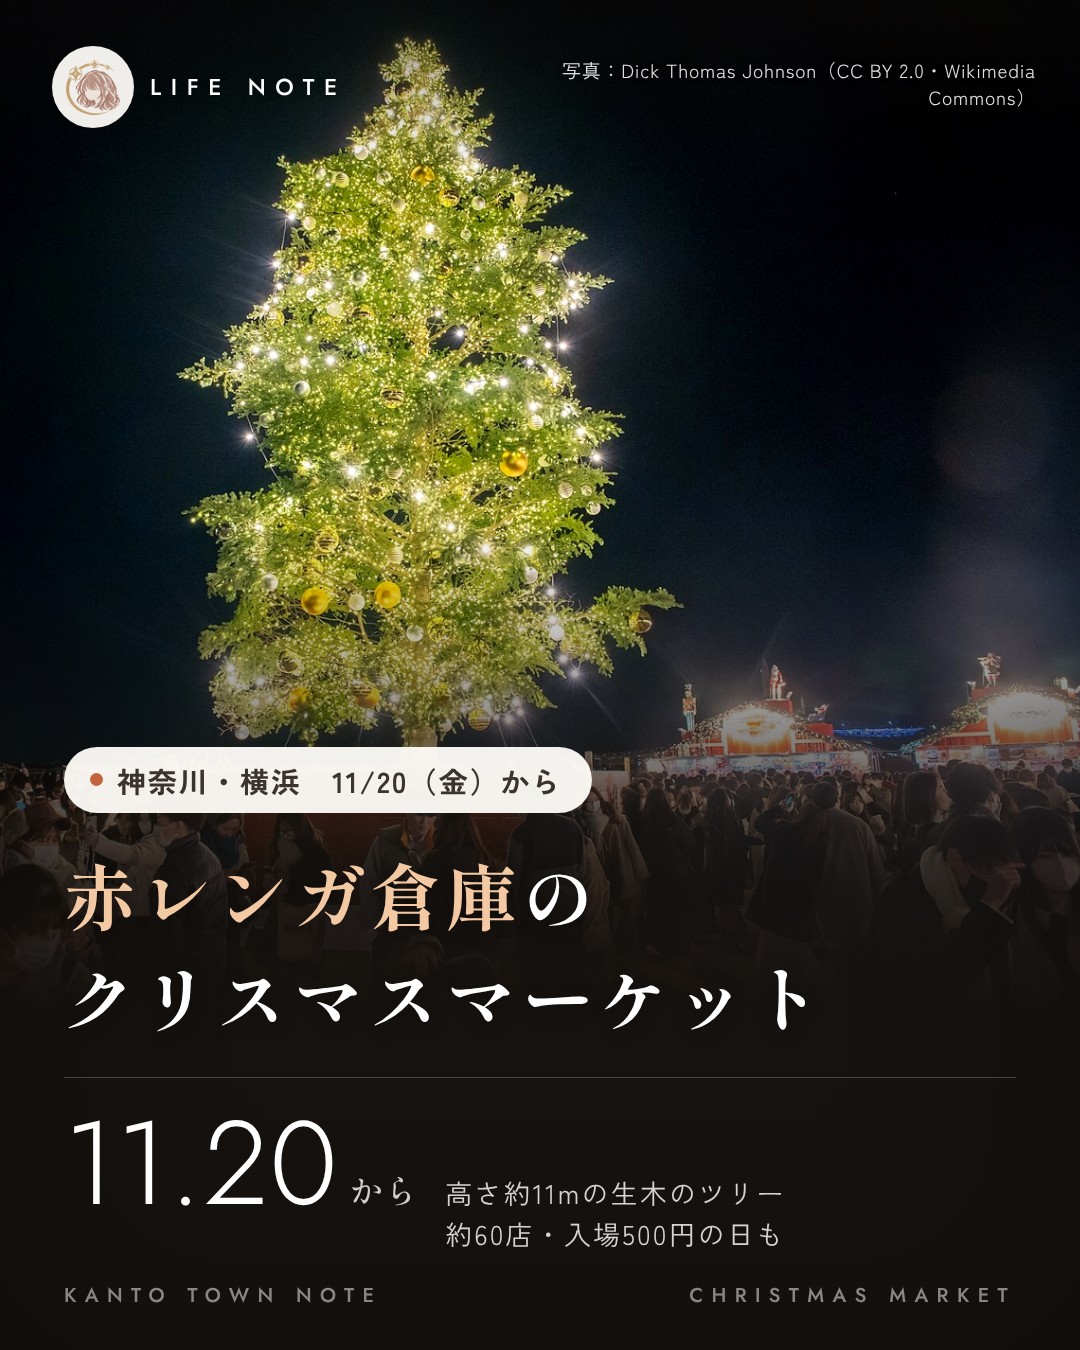 LIFE NOTE
写真：Dick Thomas Johnson（CC BY 2.0・Wikimedia
Commons）
神奈川・横浜　11/20（金）から
赤レンガ倉庫の
クリスマスマーケット
11.20 から
高さ約11mの生木のツリー
約60店・入場500円の日も
KANTO TOWN NOTE
CHRISTMAS MARKET